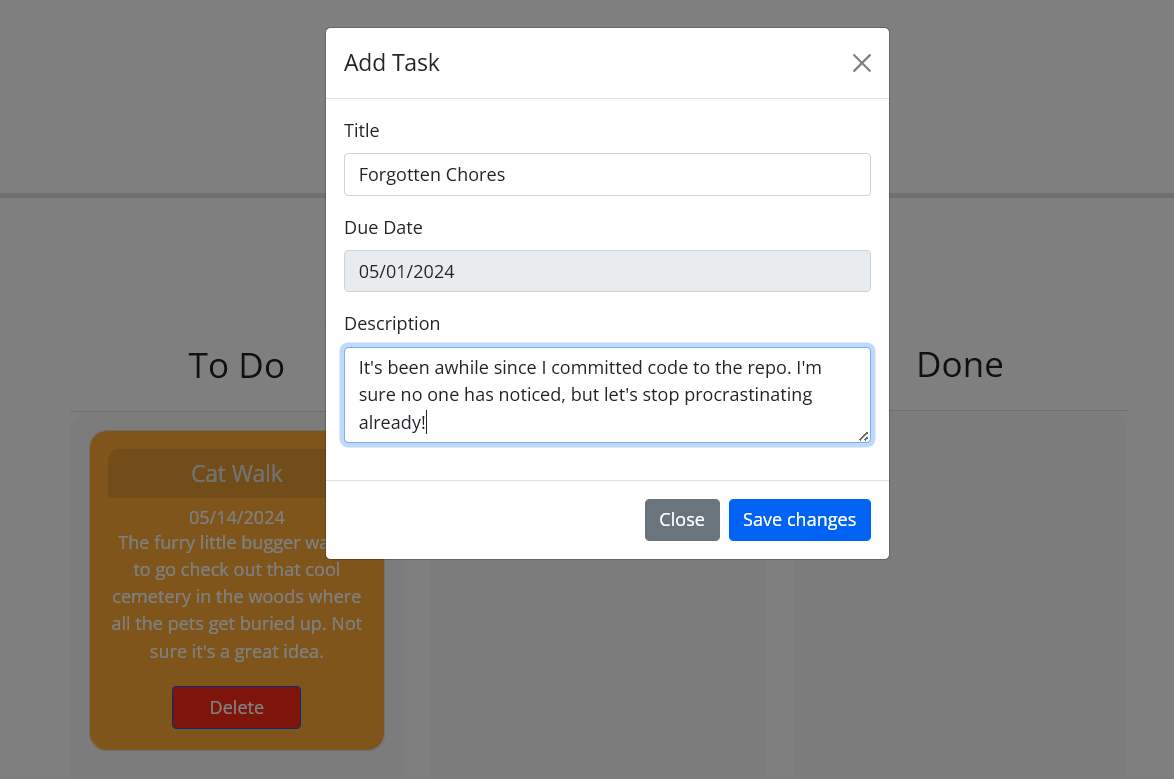 Add Task
Title
Forgotten Chores
Due Date
05/01/2024
Description
It's been awhile since I committed code to the repo. I'm
sure no one has noticed, but let's stop procrastinating
already!
Close
Save changes
To Do
Cat Walk
05/14/2024
The furry little bugger
to go check out that cool
cemetery in the woods where
all the pets get buried up. Not
sure it's a great idea.
Delete
Done